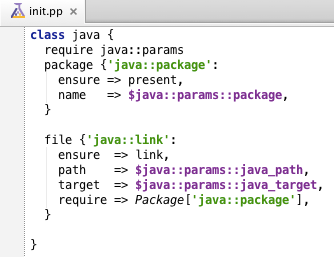 init.pp
class java {
  require java::params
  package {'java::package':
    ensure => present,
    name   => $java::params::package,
  }

  file {'java::link':
    ensure  => link,
    path    => $java::params::java_path,
    target  => $java::params::java_target,
    require => Package['java::package'],
  }

}